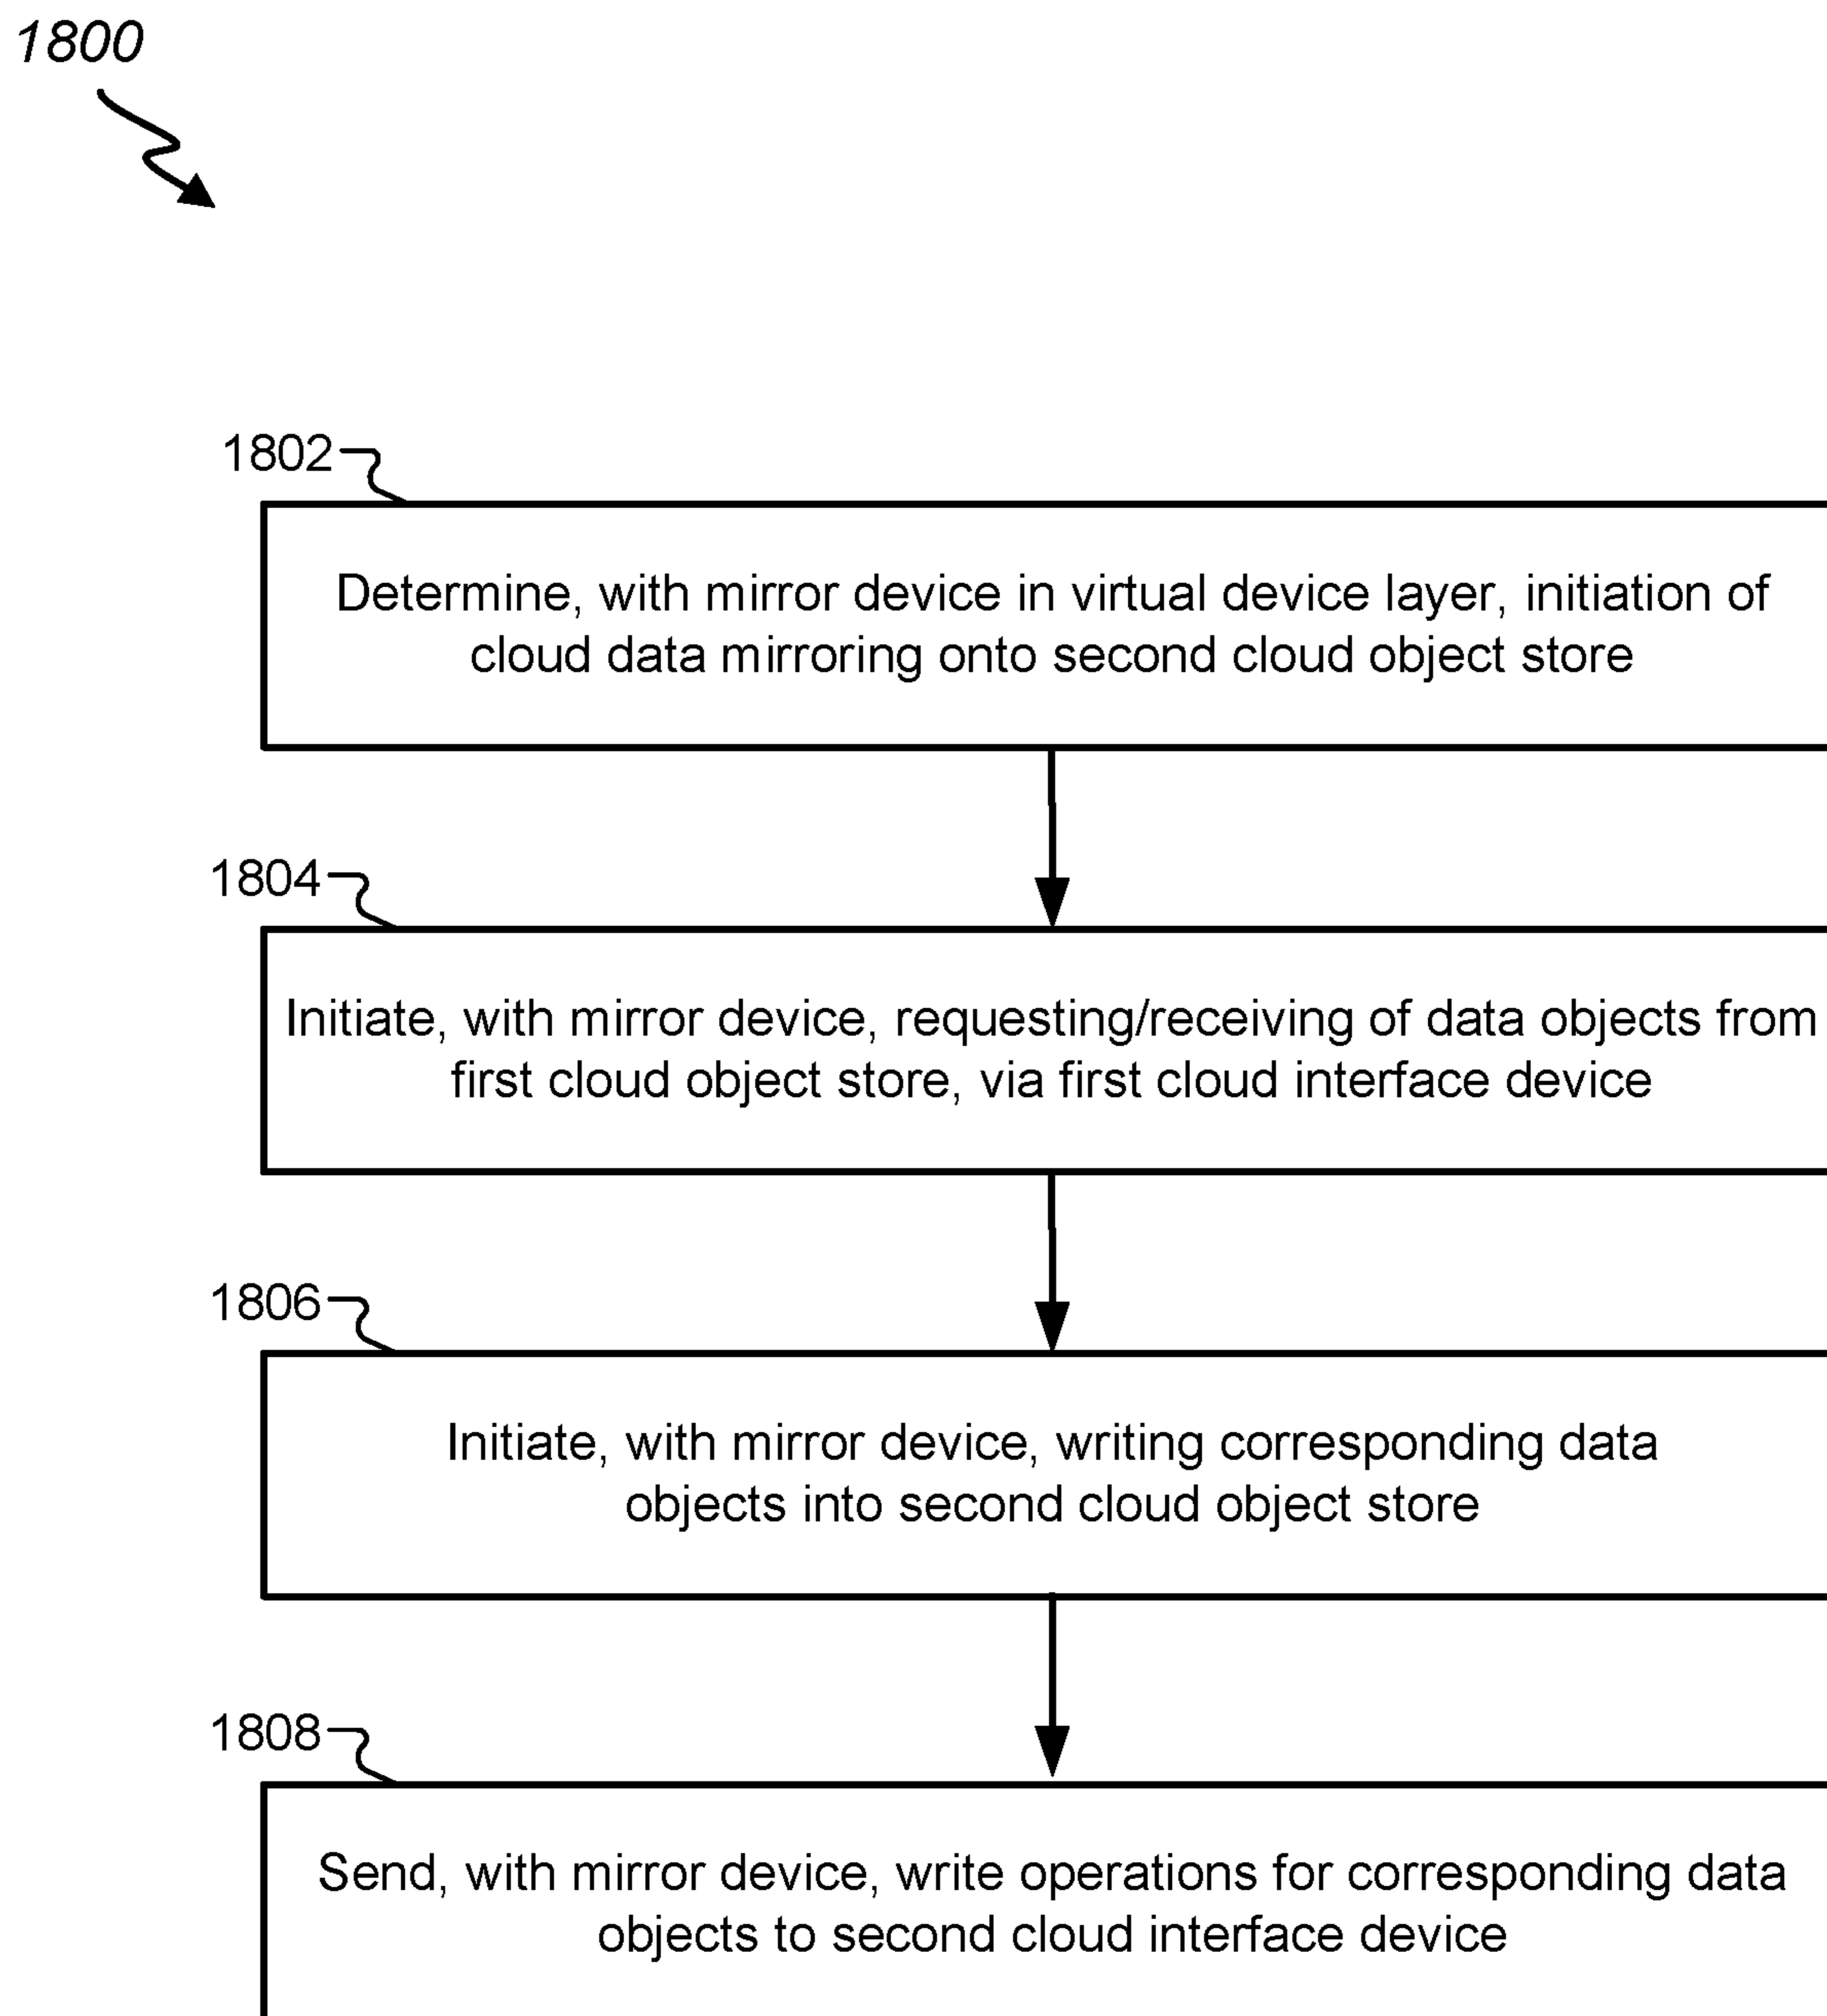 1800
1802
Determine, with mirror device in virtual device layer, initiation of
cloud data mirroring onto second cloud object store
1804
Initiate, with mirror device, requesting/receiving of data objects from
first cloud object store, via first cloud interface device
1806
Initiate, with mirror device, writing corresponding data
objects into second cloud object store
1808
Send, with mirror device, write operations for corresponding data
objects to second cloud interface device